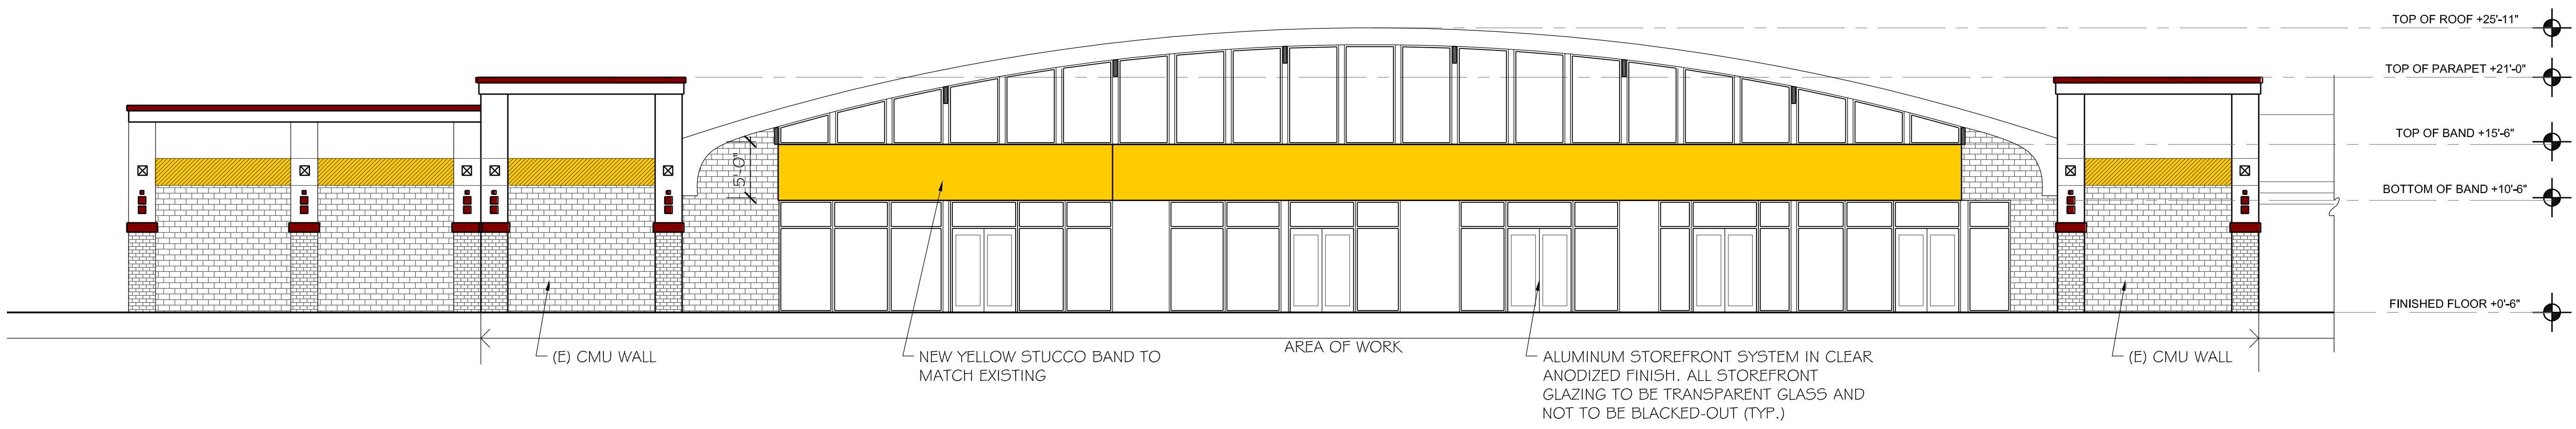 TOP OF ROOF +25'-11"
TOP OF PARAPET +21'-0"
TOP OF BAND +15'-6"
5'-0"
BOTTOM OF BAND +10'-6"
FINISHED FLOOR +0'-6"
AREA OF WORK
(E) CMU WALL
NEW YELLOW STUCCO BAND TO
MATCH EXISTING
ALUMINUM STOREFRONT SYSTEM IN CLEAR
ANODIZED FINISH. ALL STOREFRONT
GLAZING TO BE TRANSPARENT GLASS AND
NOT TO BE BLACKED-OUT (TYP.)
(E) CMU WALL